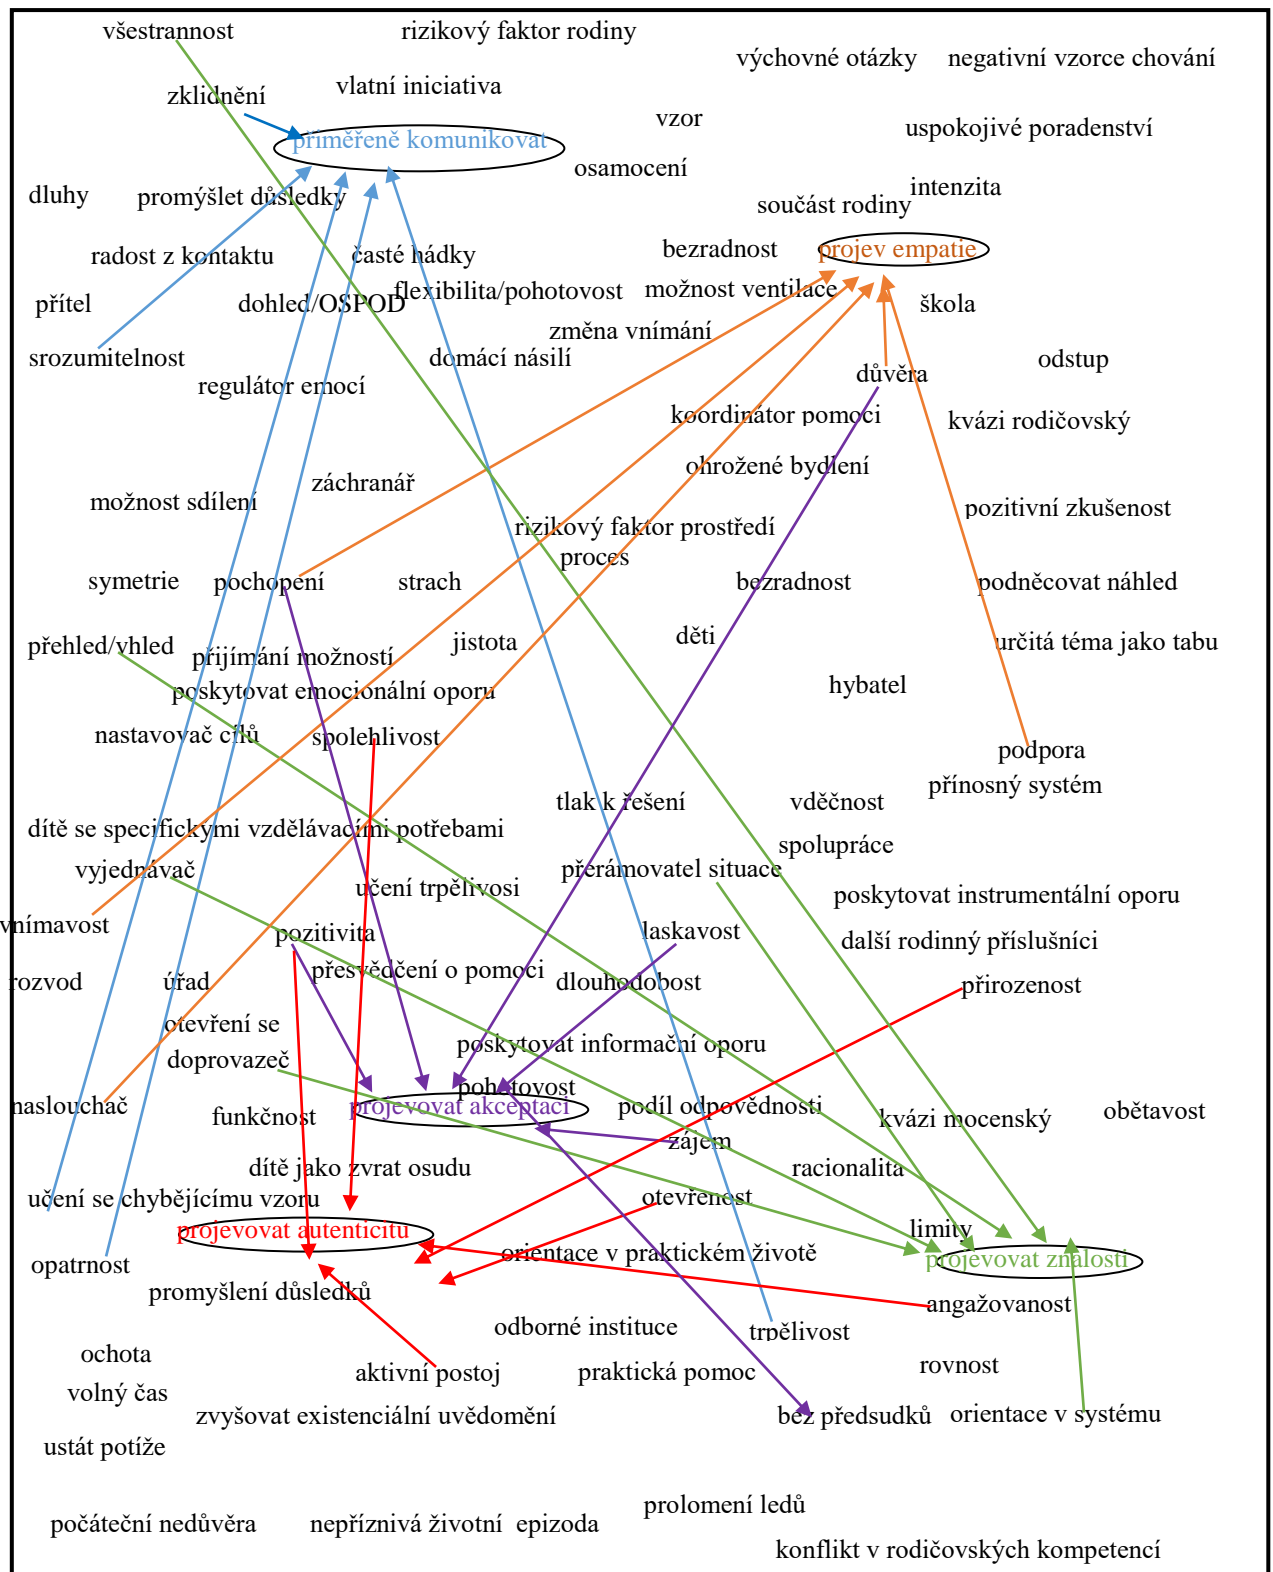 všestrannost
rizikový faktor rodiny
výchovné otázky
negativní vzorce chování
zklidnění
vlatní iniciativa
vzor
uspokojivé poradenství
přiměřeně komunikovat
osamocení
dluhy
promýšlet důsledky
intenzita
součást rodiny
radost z kontaktu
časté hádky
bezradnost
projev empatie
přítel
dohled/OSPOD
flexibilita/pohotovost
možnost ventilace
škola
změna vnímání
srozumitelnost
domácí násilí
odstup
regulátor emocí
důvěra
koordinátor pomoci
kvázi rodičovský
ohrožené bydlení
záchranář
možnost sdílení
pozitivní zkušenost
rizikový faktor prostředí
proces
symetrie
pochopení
strach
bezradnost
podněcovat náhled
přehled/vhled
přijímání možností
jistota
děti
určitá téma jako tabu
poskytovat emocionální oporu
hybatel
nastavovač cílů
spolehlivost
podpora
přínosný systém
tlak k řešení
vděčnost
dítě se specifickými vzdělávacími potřebami
spolupráce
vyjednávač
učení trpělivosi
přerámovatel situace
poskytovat instrumentální oporu
vnímavost
pozitivita
laskavost
další rodinný příslušníci
rozvod
úřad
přesvědčení o pomoci
dlouhodobost
přirozenost
otevření se
doprovazeč
poskytovat informační oporu
pohotovost
nasloucháč
funkčnost
projevovat akceptaci
podíl odpovědnosti
kvázi mocenský
obětavost
zájem
dítě jako zvrat osudu
racionalita
učení se chybějícímu vzoru
otevřenost
projevovat autenticitu
limity
opatrnost
orientace v praktickém životě
projevovat znalosti
promyšlení důsledků
angažovanost
odborné instituce
trpělivost
ochota
aktivní postoj
praktická pomoc
rovnost
volný čas
zvyšovat existenciální uvědomění
bez předsudků
orientace v systému
ustát potíže
prolomení ledů
počáteční nedůvěra
nepříznivá životní  epizoda
konflikt v rodičovských kompetencí